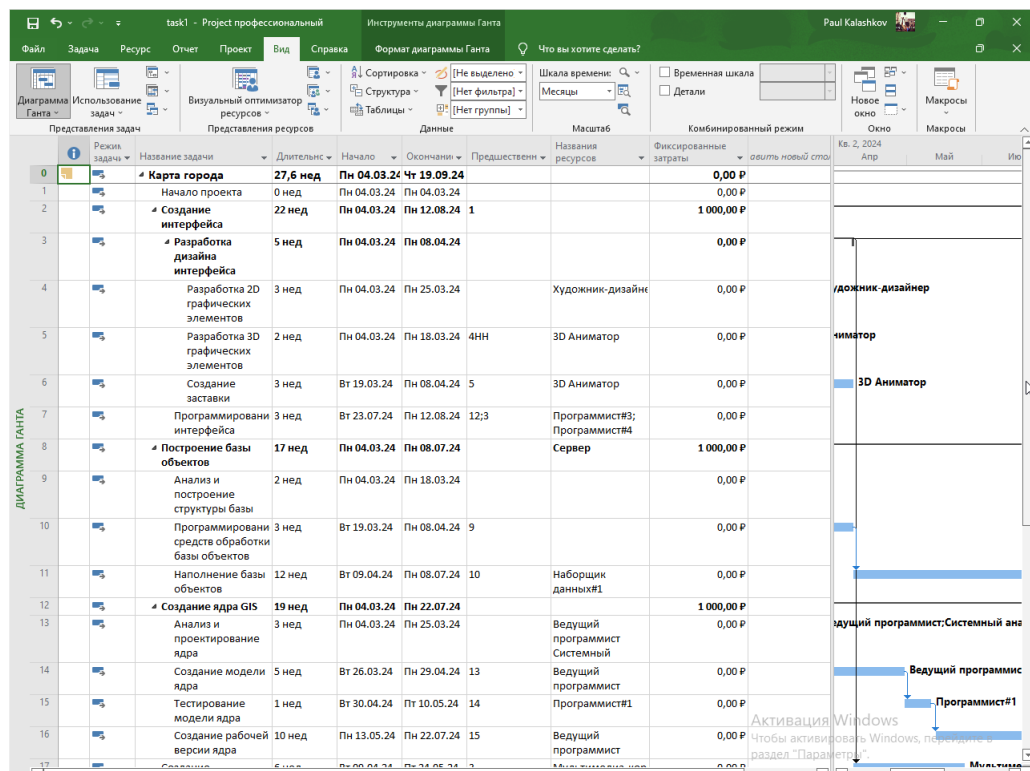 task1 - Project профессиональный
Инструменты диаграммы Ганта
Paul Kalashkov
Файл Задача Ресурс Отчет Проект Вид Справка Формат диаграммы Ганта Что вы хотите сделать?
Диаграмма Ганта
Использование задач
Представления задач
Визуальный оптимизатор ресурсов
Представления ресурсов
Сортировка
Структура
Таблицы
[Не выделено
[Нет фильтра]
[Нет группы]
Данные
Шкала времени:
Месяцы
Масштаб
Временная шкала
Детали
Комбинированный режим
Новое окно
Окно
Макросы
Макросы
ДИАГРАММА ГАНТА
Режим задачи Название задачи Длительнс Начало Окончани Предшественн Названия ресурсов Фиксированные затраты авить новый стол
Кв. 2, 2024
Апр Май Ию
0 Карта города 27,6 нед Пн 04.03.24 Чт 19.09.24 0,00 ₽
1 Начало проекта 0 нед Пн 04.03.24 Пн 04.03.24 0,00 ₽
2 Создание интерфейса 22 нед Пн 04.03.24 Пн 12.08.24 1 1 000,00 ₽
3 Разработка дизайна интерфейса 5 нед Пн 04.03.24 Пн 08.04.24 0,00 ₽
4 Разработка 2D графических элементов 3 нед Пн 04.03.24 Пн 25.03.24 Художник-дизайне 0,00 ₽
удожник-дизайнер
5 Разработка 3D графических элементов 2 нед Пн 04.03.24 Пн 18.03.24 4НН 3D Аниматор 0,00 ₽
ниматор
6 Создание заставки 3 нед Вт 19.03.24 Пн 08.04.24 5 3D Аниматор 0,00 ₽
3D Аниматор
7 Программировани интерфейса 3 нед Вт 23.07.24 Пн 12.08.24 12;3 Программист#3; Программист#4 0,00 ₽
8 Построение базы объектов 17 нед Пн 04.03.24 Пн 08.07.24 Сервер 1 000,00 ₽
9 Анализ и построение структуры базы 2 нед Пн 04.03.24 Пн 18.03.24 0,00 ₽
10 Программировани средств обработки базы объектов 3 нед Вт 19.03.24 Пн 08.04.24 9 0,00 ₽
11 Наполнение базы объектов 12 нед Вт 09.04.24 Пн 08.07.24 10 Наборщик данных#1 0,00 ₽
12 Создание ядра GIS 19 нед Пн 04.03.24 Пн 22.07.24 1 000,00 ₽
13 Анализ и проектирование ядра 3 нед Пн 04.03.24 Пн 25.03.24 Ведущий программист Системный 0,00 ₽
едущий программист;Системный ана
14 Создание модели ядра 5 нед Вт 26.03.24 Пн 29.04.24 13 Ведущий программист 0,00 ₽
Ведущий программис
15 Тестирование модели ядра 1 нед Вт 30.04.24 Пт 10.05.24 14 Программист#1 0,00 ₽
Программист#1
16 Создание рабочей версии ядра 10 нед Пн 13.05.24 Пн 22.07.24 15 Ведущий программист 0,00 ₽
Активация Windows
Чтобы активировать Windows, перейдите в
раздел "Параметры".
17 Создание